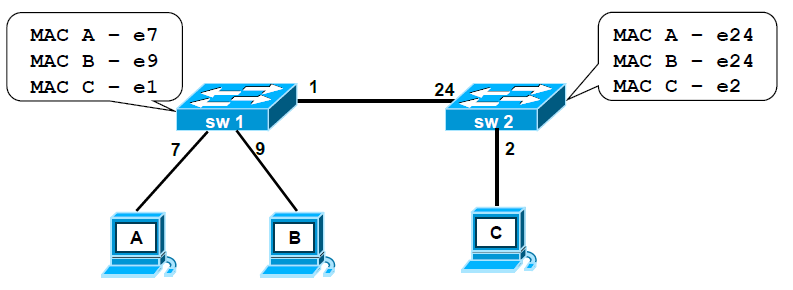 MAC A – e7
MAC B – e9
MAC C – e1
MAC A – e24
MAC B – e24
MAC C – e2
1
24
sw 1
sw 2
7
9
2
A
B
C